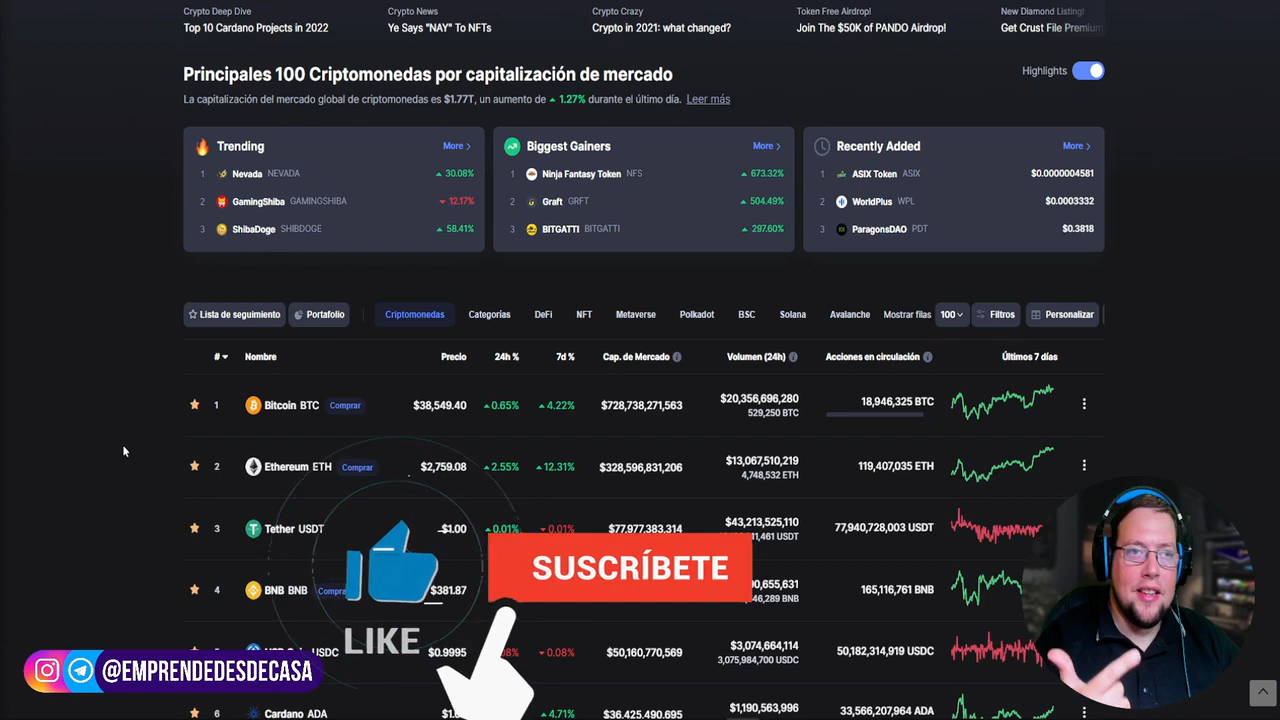 Crypto Deep Dive
Top 10 Cardano Projects in 2022
Crypto News
Ye Says "NAY" To NFTs
Crypto Crazy
Crypto in 2021: what changed?
Token Free Airdrop!
Join The $50K of PANDO Airdrop!
New Diamond Listing!
Get Crust File Premium
Principales 100 Criptomonedas por capitalización de mercado
Highlights
La capitalización del mercado global de criptomonedas es $1.77T, un aumento de 1.27% durante el último día. Leer más
Trending More
1 Nevada NEVADA 30.08%
2 GamingShiba GAMINGSHIBA 12.17%
3 ShibaDoge SHIBDOGE 58.41%
Biggest Gainers More
1 Ninja Fantasy Token NFS 673.32%
2 Graft GRFT 504.49%
3 BITGATTI BITGATTI 297.60%
Recently Added More
1 ASIX Token ASIX $0.0000004581
2 WorldPlus WPL $0.0003332
3 ParagonsDAO PDT $0.3818
Lista de seguimiento Portafolio Criptomonedas Categorías DeFi NFT Metaverse Polkadot BSC Solana Avalanche Mostrar filas 100 Filtros Personalizar
# Nombre Precio 24h % 7d % Cap. de Mercado Volumen (24h) Acciones en circulación Últimos 7 días
1 Bitcoin BTC Comprar $38,549.40 0.65% 4.22% $728,738,271,563 $20,356,696,280 18,946,325 BTC
529,250 BTC
2 Ethereum ETH Comprar $2,759.08 2.55% 12.31% $328,596,831,206 $13,067,510,219 119,407,035 ETH
4,748,532 ETH
3 Tether USDT $1.00 0.01% 0.01% $77,977,383,314 $43,213,525,110 77,940,728,003 USDT
4 BNB BNB $381.87 165,116,761 BNB
SUSCRÍBETE
LIKE
$0.9995 0.08% $50,160,770,569 $3,074,664,114 50,182,314,919 USDC
3,075,984,700 USDC
@EMPRENDEDESDECASA
6 Cardano ADA 4.71% $36,425,490,695 $1,190,563,996 33,566,207,964 ADA